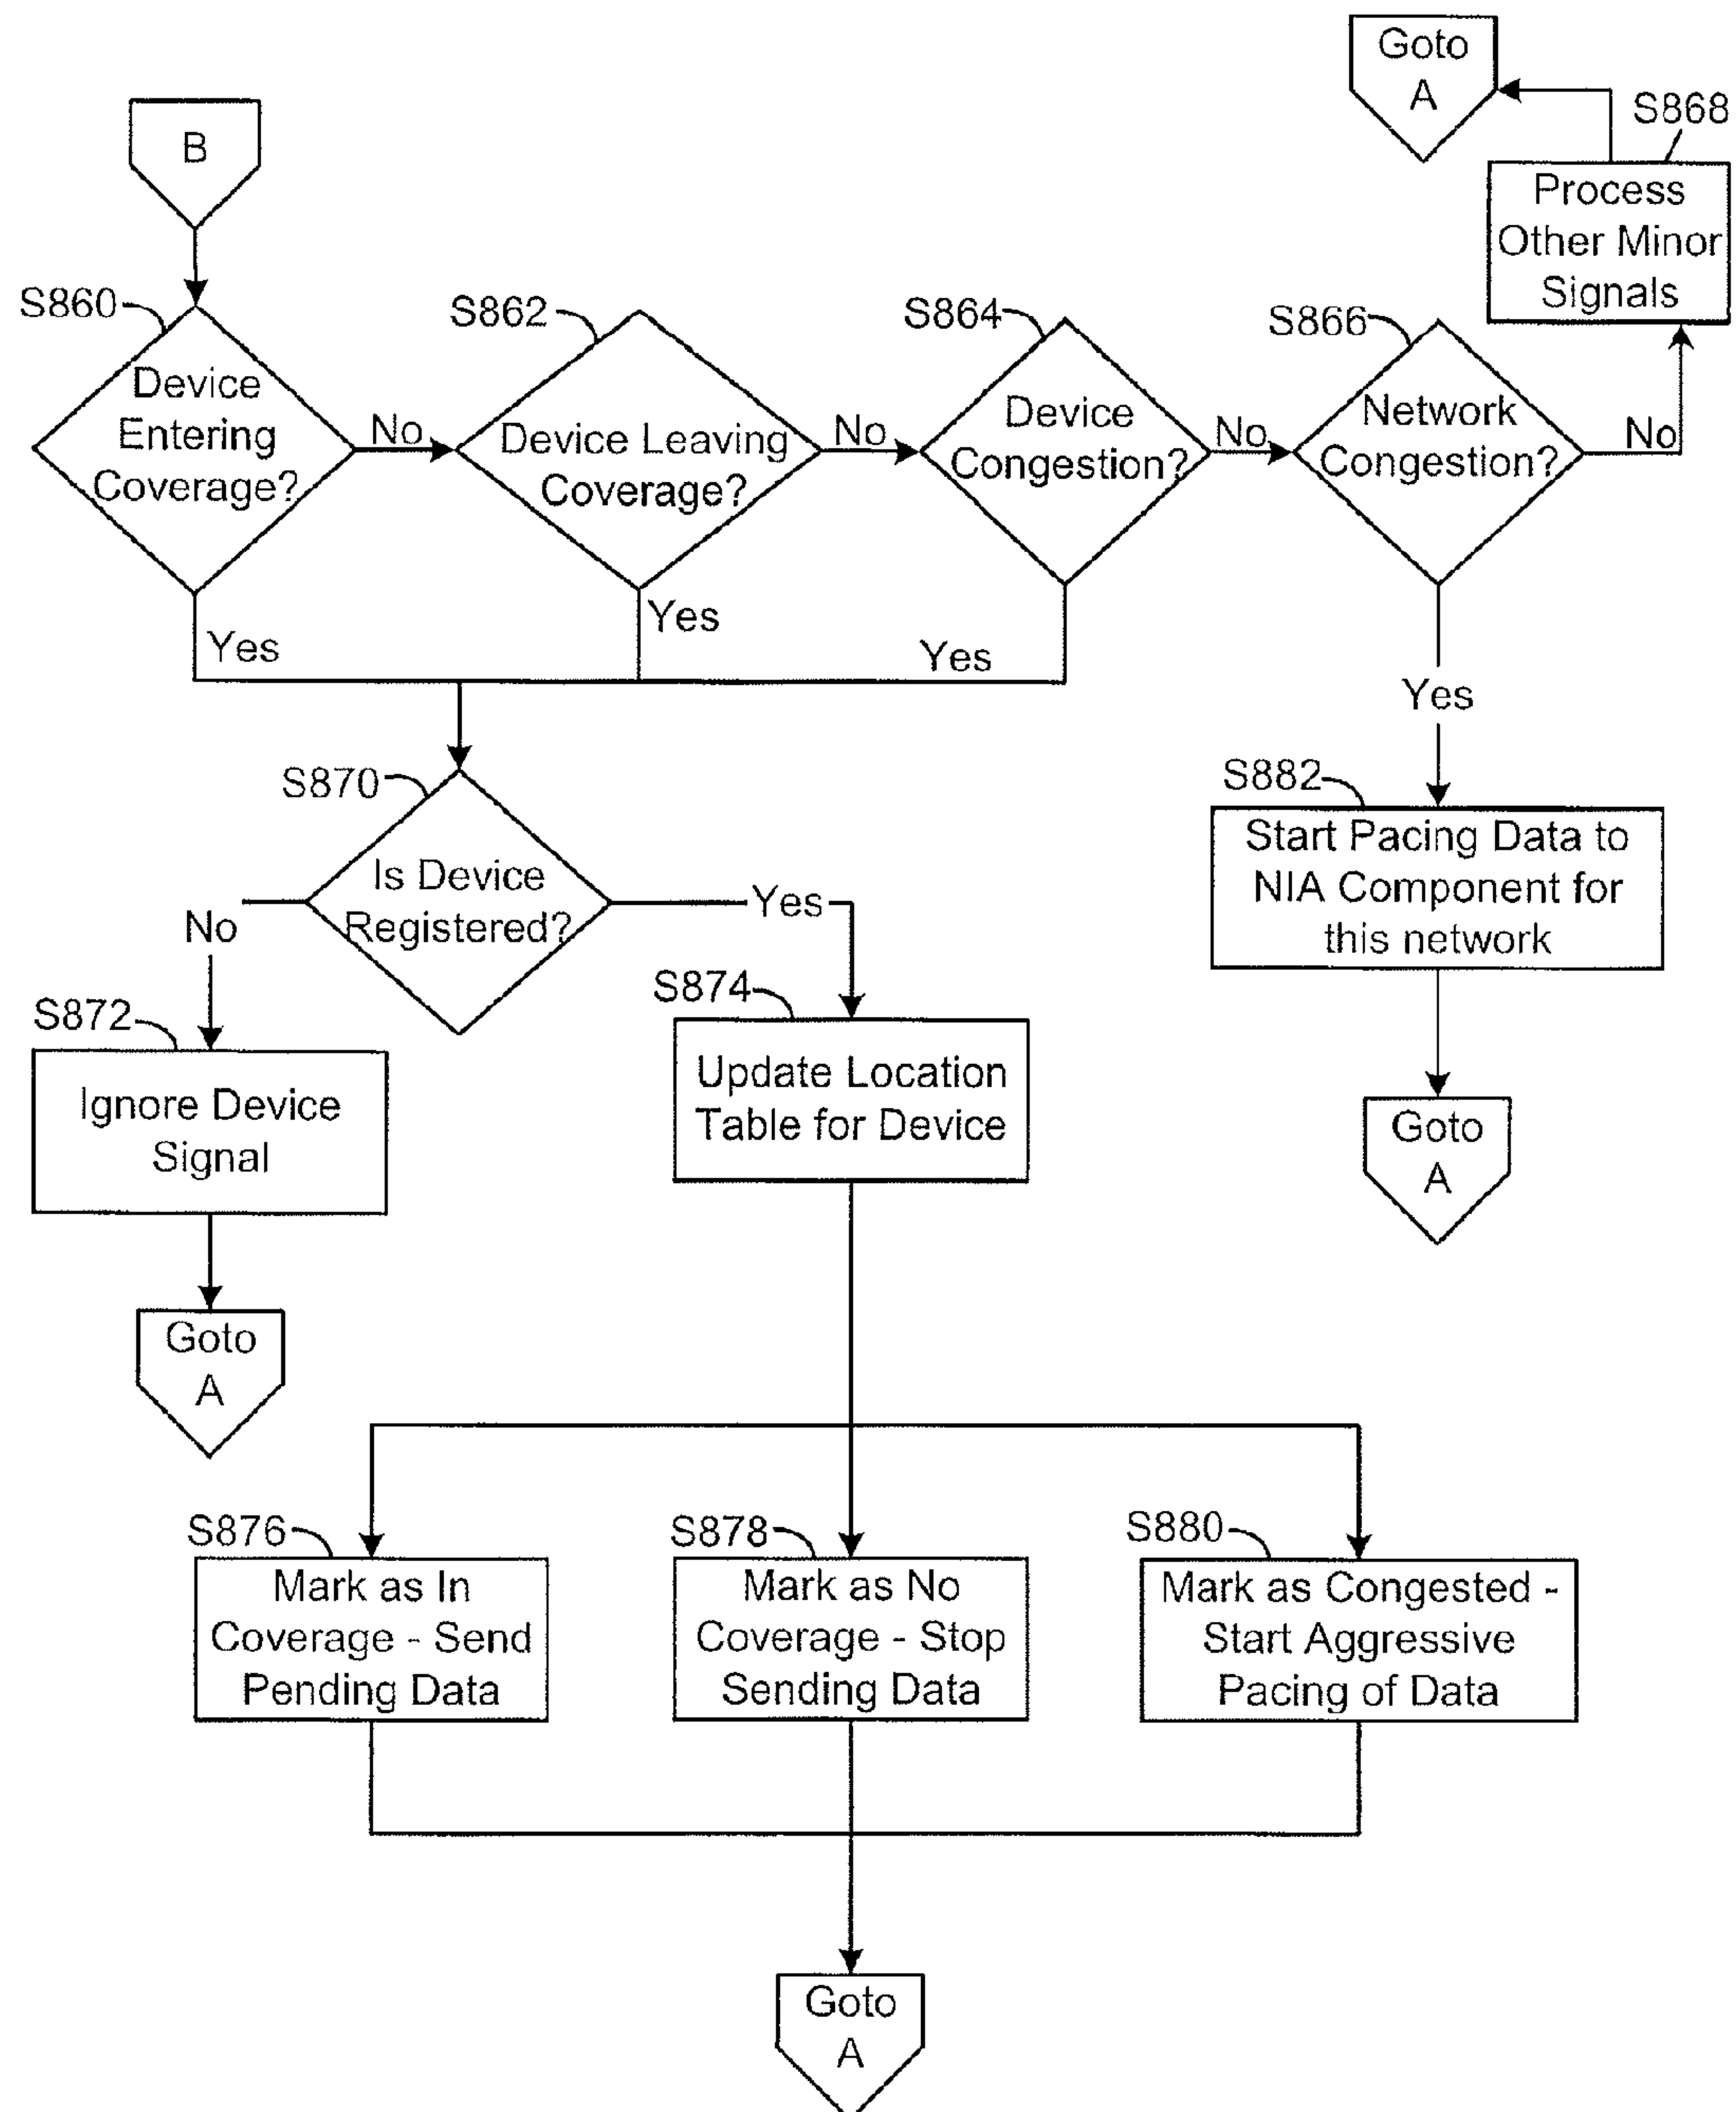 Goto
A
S868
B
Process
Other Minor
Signals
S860
S862
S864
S866
Device
Entering
Coverage?
No
Device Leaving
Coverage?
No
Device
Congestion?
No
Network
Congestion?
No
Yes
Yes
Yes
Yes
S870
S882
Is Device
Registered?
Start Pacing Data to
NIA Component for
this network
No
Yes
S872
S874
Ignore Device
Signal
Update Location
Table for Device
Goto
A
Goto
A
S876
S878
S880
Mark as In
Coverage - Send
Pending Data
Mark as No
Coverage - Stop
Sending Data
Mark as Congested -
Start Aggressive
Pacing of Data
Goto
A